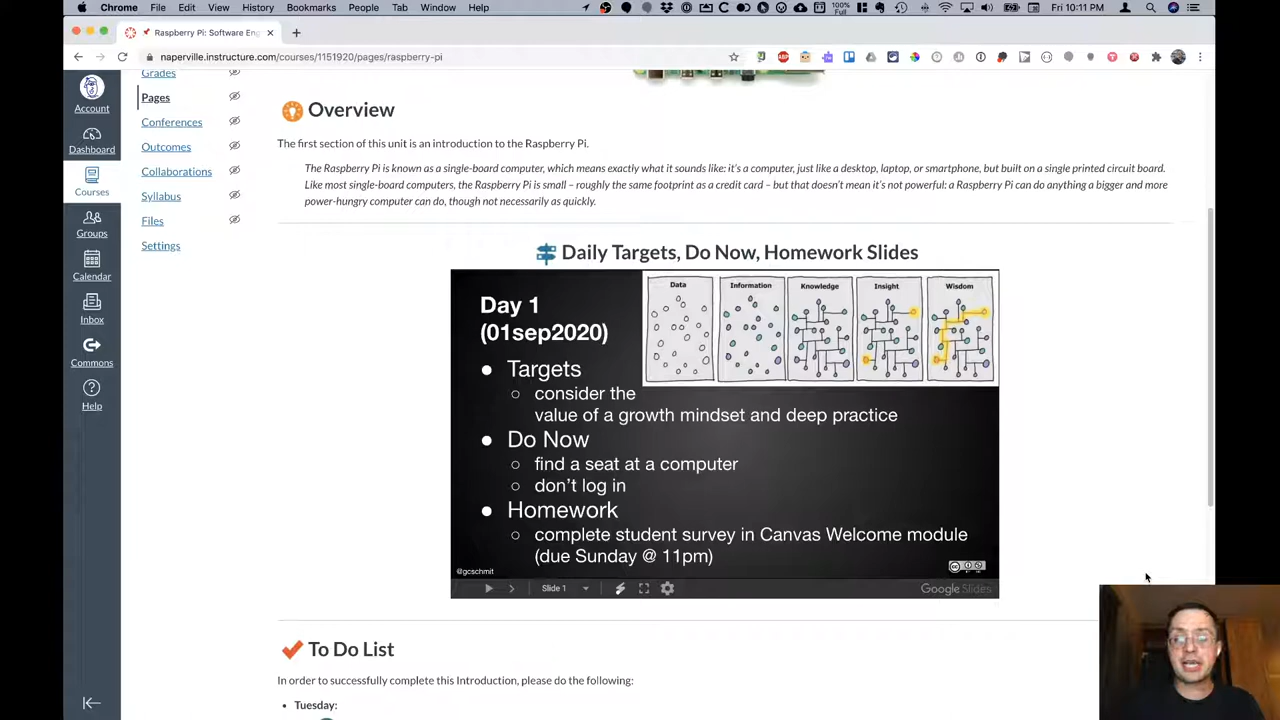 Chrome File Edit View History Bookmarks People Tab Window Help 100% Full Fri 10:11 PM
Raspberry Pi: Software Eng
naperville.instructure.com/courses/1151920/pages/raspberry-pi
Account
Dashboard
Courses
Groups
Calendar
Inbox
Commons
Help
Grades
Pages
Conferences
Outcomes
Collaborations
Syllabus
Files
Settings
Overview
The first section of this unit is an introduction to the Raspberry Pi.
The Raspberry Pi is known as a single-board computer, which means exactly what it sounds like: it's a computer, just like a desktop, laptop, or smartphone, but built on a single printed circuit board.
Like most single-board computers, the Raspberry Pi is small – roughly the same footprint as a credit card – but that doesn't mean it's not powerful: a Raspberry Pi can do anything a bigger and more
power-hungry computer can do, though not necessarily as quickly.
Daily Targets, Do Now, Homework Slides
Day 1
(01sep2020)
Data Information Knowledge Insight Wisdom
● Targets
○ consider the
value of a growth mindset and deep practice
● Do Now
○ find a seat at a computer
○ don't log in
● Homework
○ complete student survey in Canvas Welcome module
(due Sunday @ 11pm)
@gcschmit
Slide 1
Google Slides
To Do List
In order to successfully complete this Introduction, please do the following:
• Tuesday: